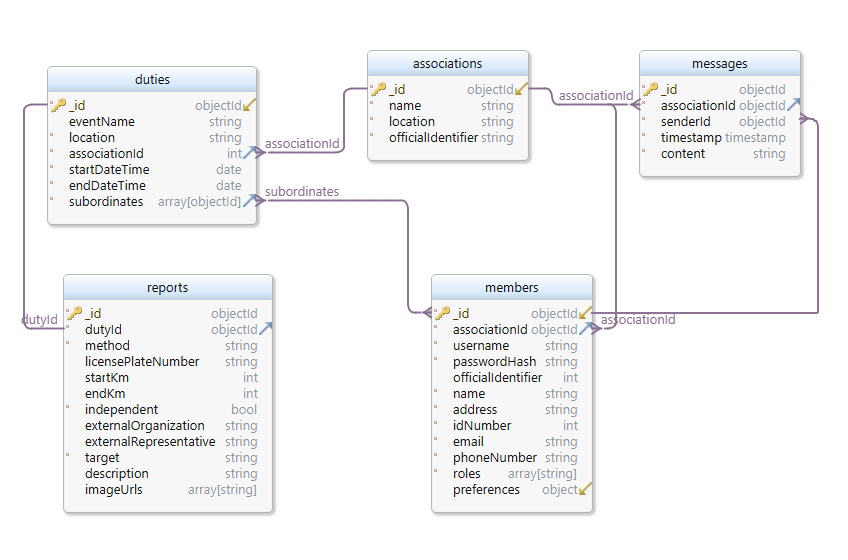 duties
_id objectId
* eventName string
* location string
* associationId int
* startDateTime date
* endDateTime date
* subordinates array[objectId]
associations
_id objectId
* name string
* location string
* officialIdentifier string
messages
_id objectId
* associationId objectId
* senderId objectId
* timestamp timestamp
* content string
associationId
associationId
subordinates
dutyId
associationId
reports
* _id objectId
* dutyId objectId
* method string
licensePlateNumber string
startKm int
endKm int
* independent bool
externalOrganization string
externalRepresentative string
* target string
description string
imageUrls array[string]
members
* _id objectId
* associationId objectId
* username string
* passwordHash string
officialIdentifier int
* name string
* address string
* idNumber int
* email string
* phoneNumber string
* roles array[string]
preferences object